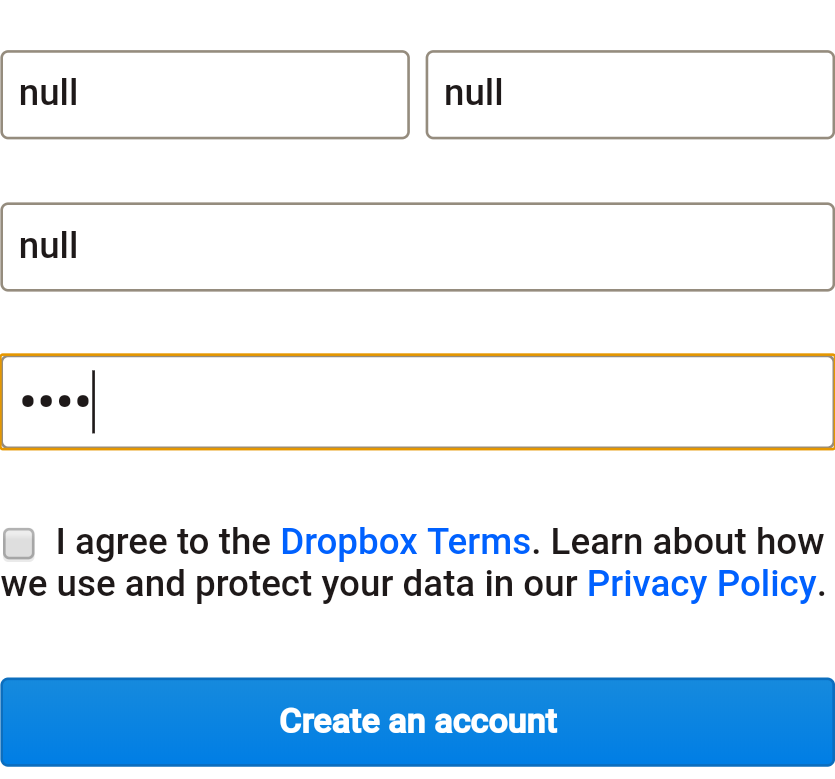 null null
null
••••
I agree to the Dropbox Terms. Learn about how
we use and protect your data in our Privacy Policy.
Create an account